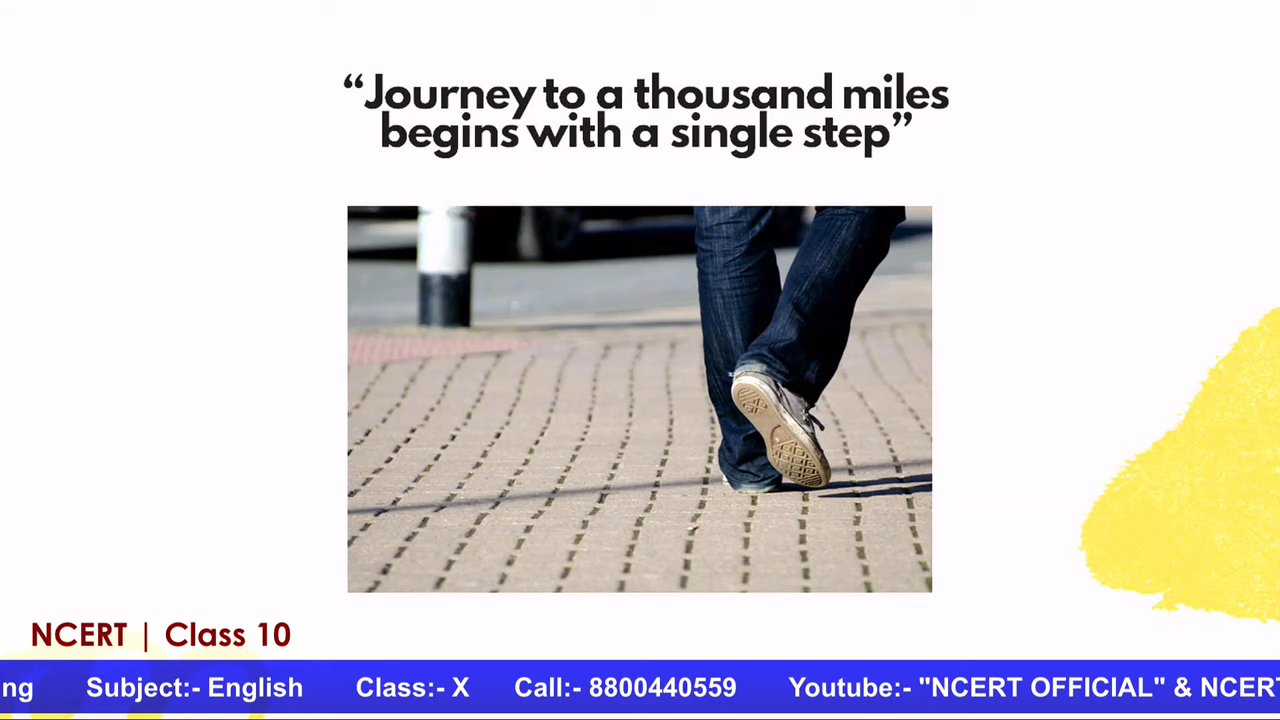 “Journey to a thousand miles
begins with a single step”
NCERT | Class 10
ng Subject:- English Class:- X Call:- 8800440559 Youtube:- "NCERT OFFICIAL" & NCERT